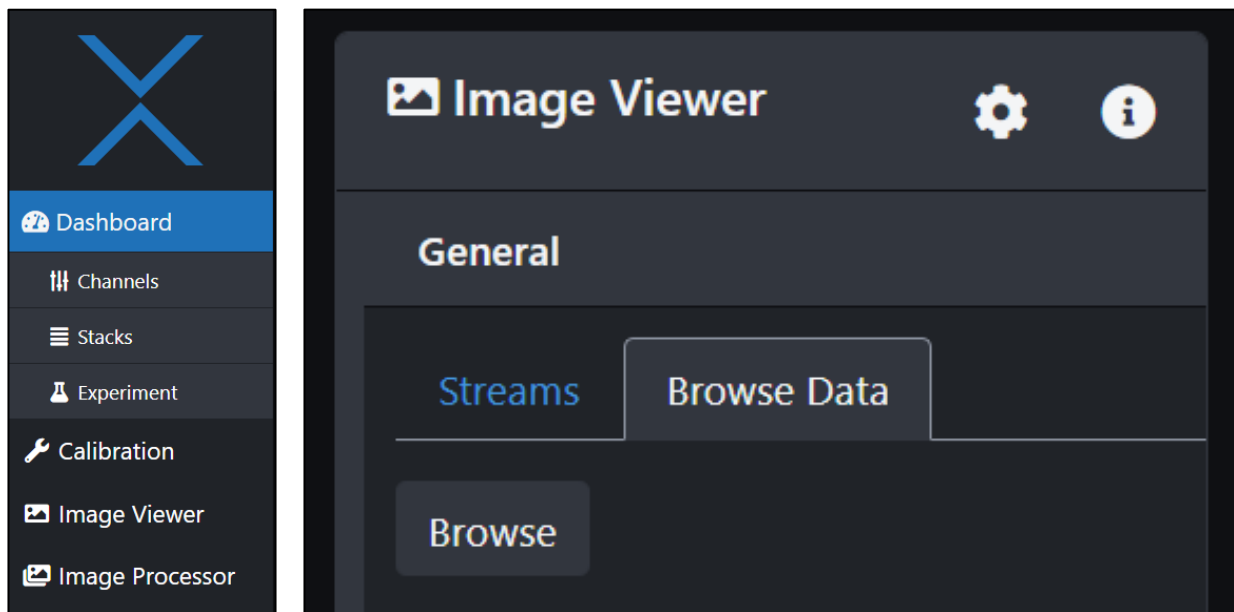 Dashboard
Channels
Stacks
Experiment
Calibration
Image Viewer
Image Processor
Image Viewer
General
Streams Browse Data
Browse